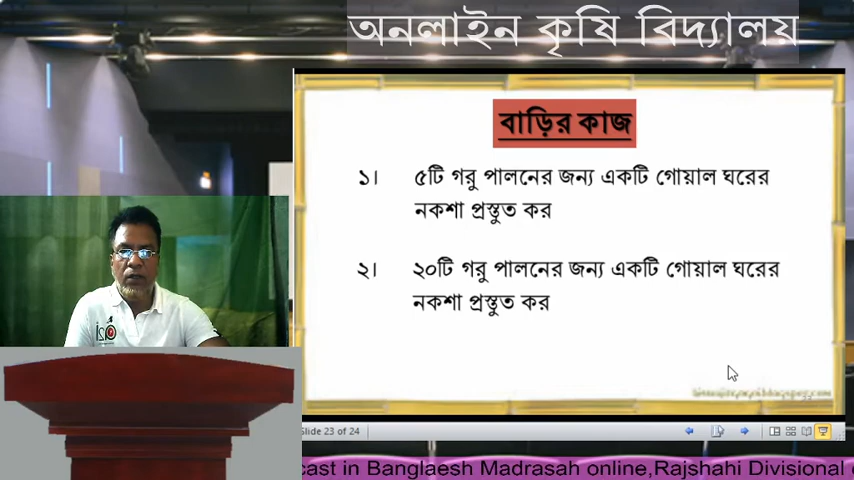 অনলাইন কৃষি বিদ্যালয়
বাড়ির কাজ
১। ৫টি গরু পালনের জন্য একটি গোয়াল ঘরের
নকশা প্রস্তুত কর
২। ২০টি গরু পালনের জন্য একটি গোয়াল ঘরের
নকশা প্রস্তুত কর
Slide 23 of 24
cast in Banglaesh Madrasah online,Rajshahi Divisional